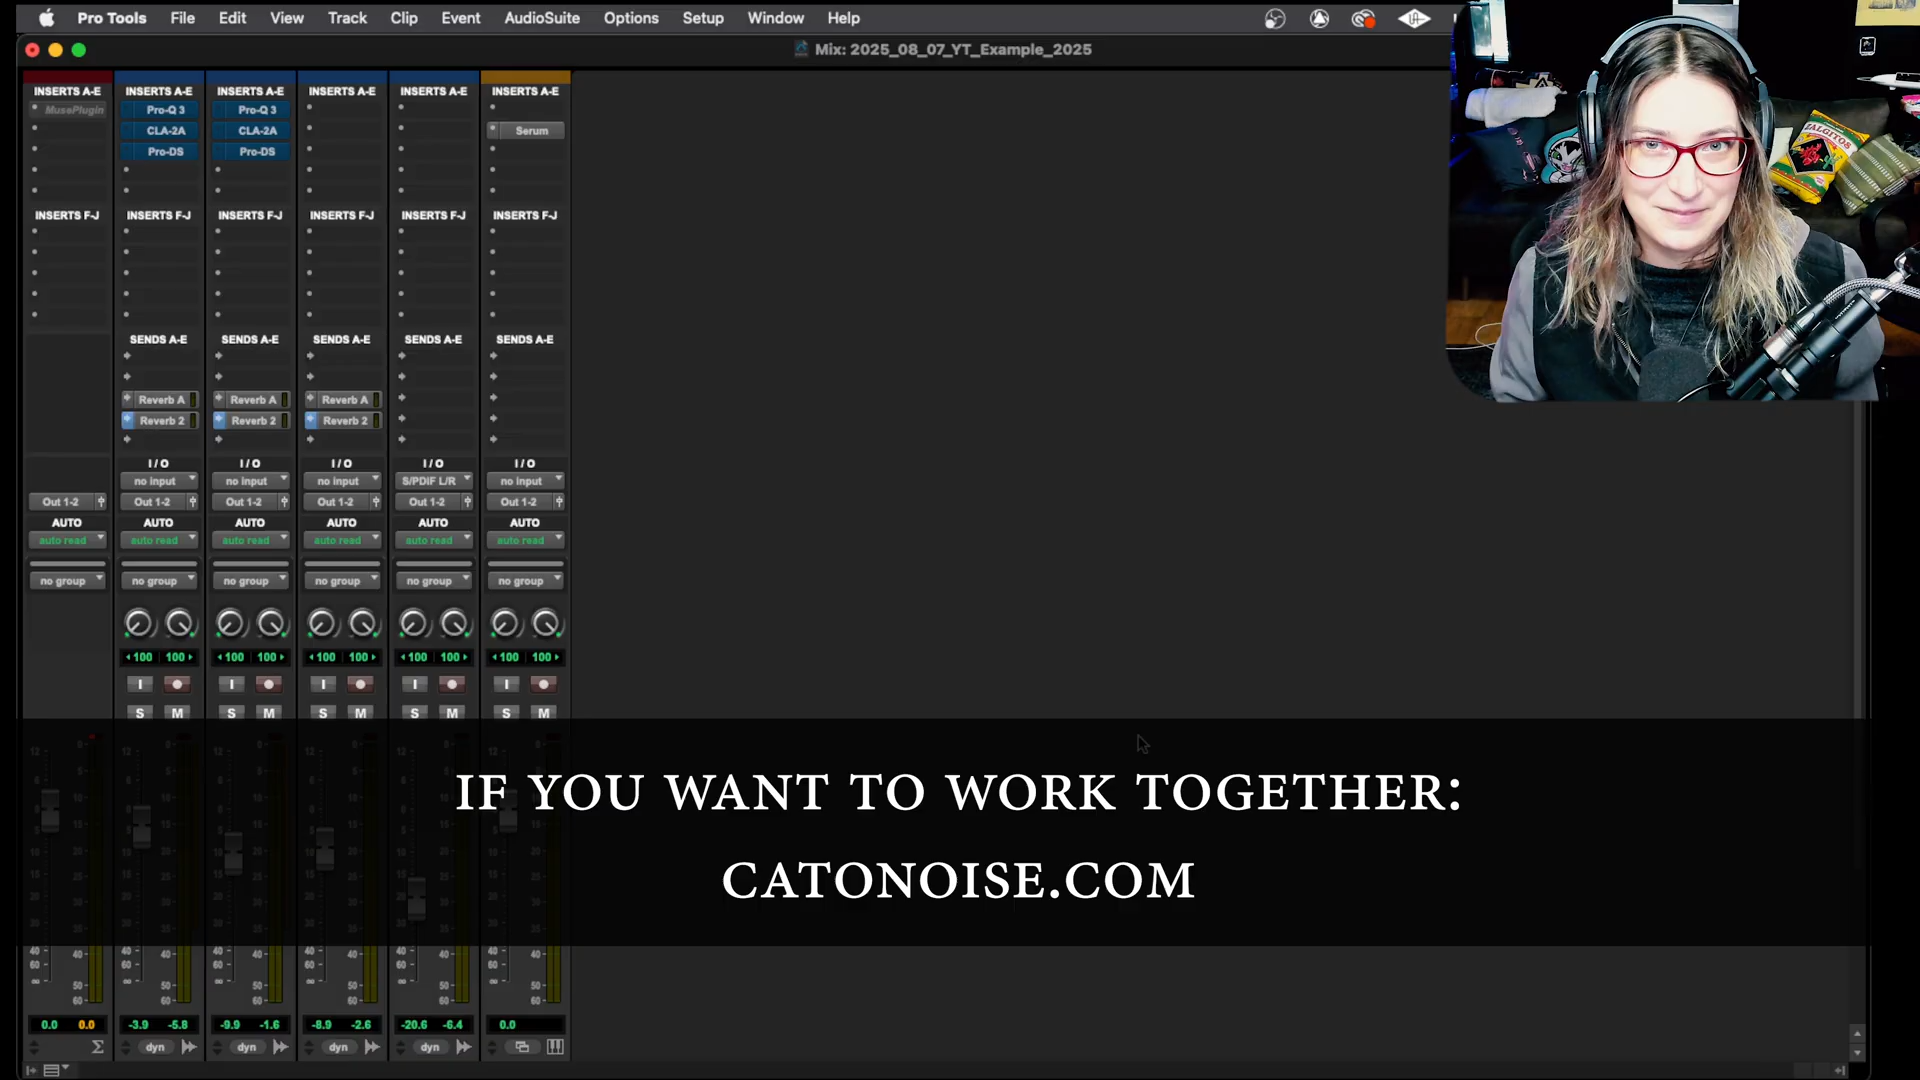 Pro Tools File Edit View Track Clip Event AudioSuite Options Setup Window Help
Mix: 2025_08_07_YT_Example_2025
INSERTS A-E INSERTS A-E INSERTS A-E INSERTS A-E INSERTS A-E INSERTS A-E
MusePlugin Pro-Q 3 Pro-Q 3
CLA-2A CLA-2A Serum
Pro-DS Pro-DS
INSERTS F-J INSERTS F-J INSERTS F-J INSERTS F-J INSERTS F-J INSERTS F-J
SENDS A-E SENDS A-E SENDS A-E SENDS A-E SENDS A-E
Reverb A Reverb A Reverb A
Reverb 2 Reverb 2 Reverb 2
I/O I/O I/O I/O I/O
no input no input no input S/PDIF L/R no input
Out 1-2 Out 1-2 Out 1-2 Out 1-2 Out 1-2 Out 1-2
AUTO AUTO AUTO AUTO AUTO AUTO
auto read auto read auto read auto read auto read auto read
no group no group no group no group no group no group
100 100 100 100 100 100 100 100 100 100
I I I I I
S M S M S M S M S M
IF YOU WANT TO WORK TOGETHER:
CATONOISE.COM
0.0 0.0 -3.9 -5.8 -9.9 -1.6 -8.9 -2.6 -20.6 -6.4 0.0
dyn dyn dyn dyn
ZALGITOS